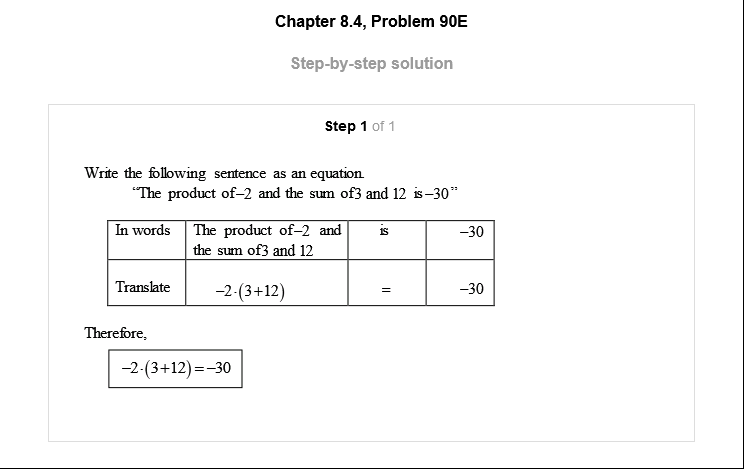 Chapter 8.4, Problem 90E
Step-by-step solution
Step 1 of 1
Write the following sentence as an equation.
“The product of –2 and the sum of 3 and 12 is –30”
In words The product of –2 and is –30
the sum of 3 and 12
Translate –2·(3+12) = –30
Therefore,
–2·(3+12)=–30